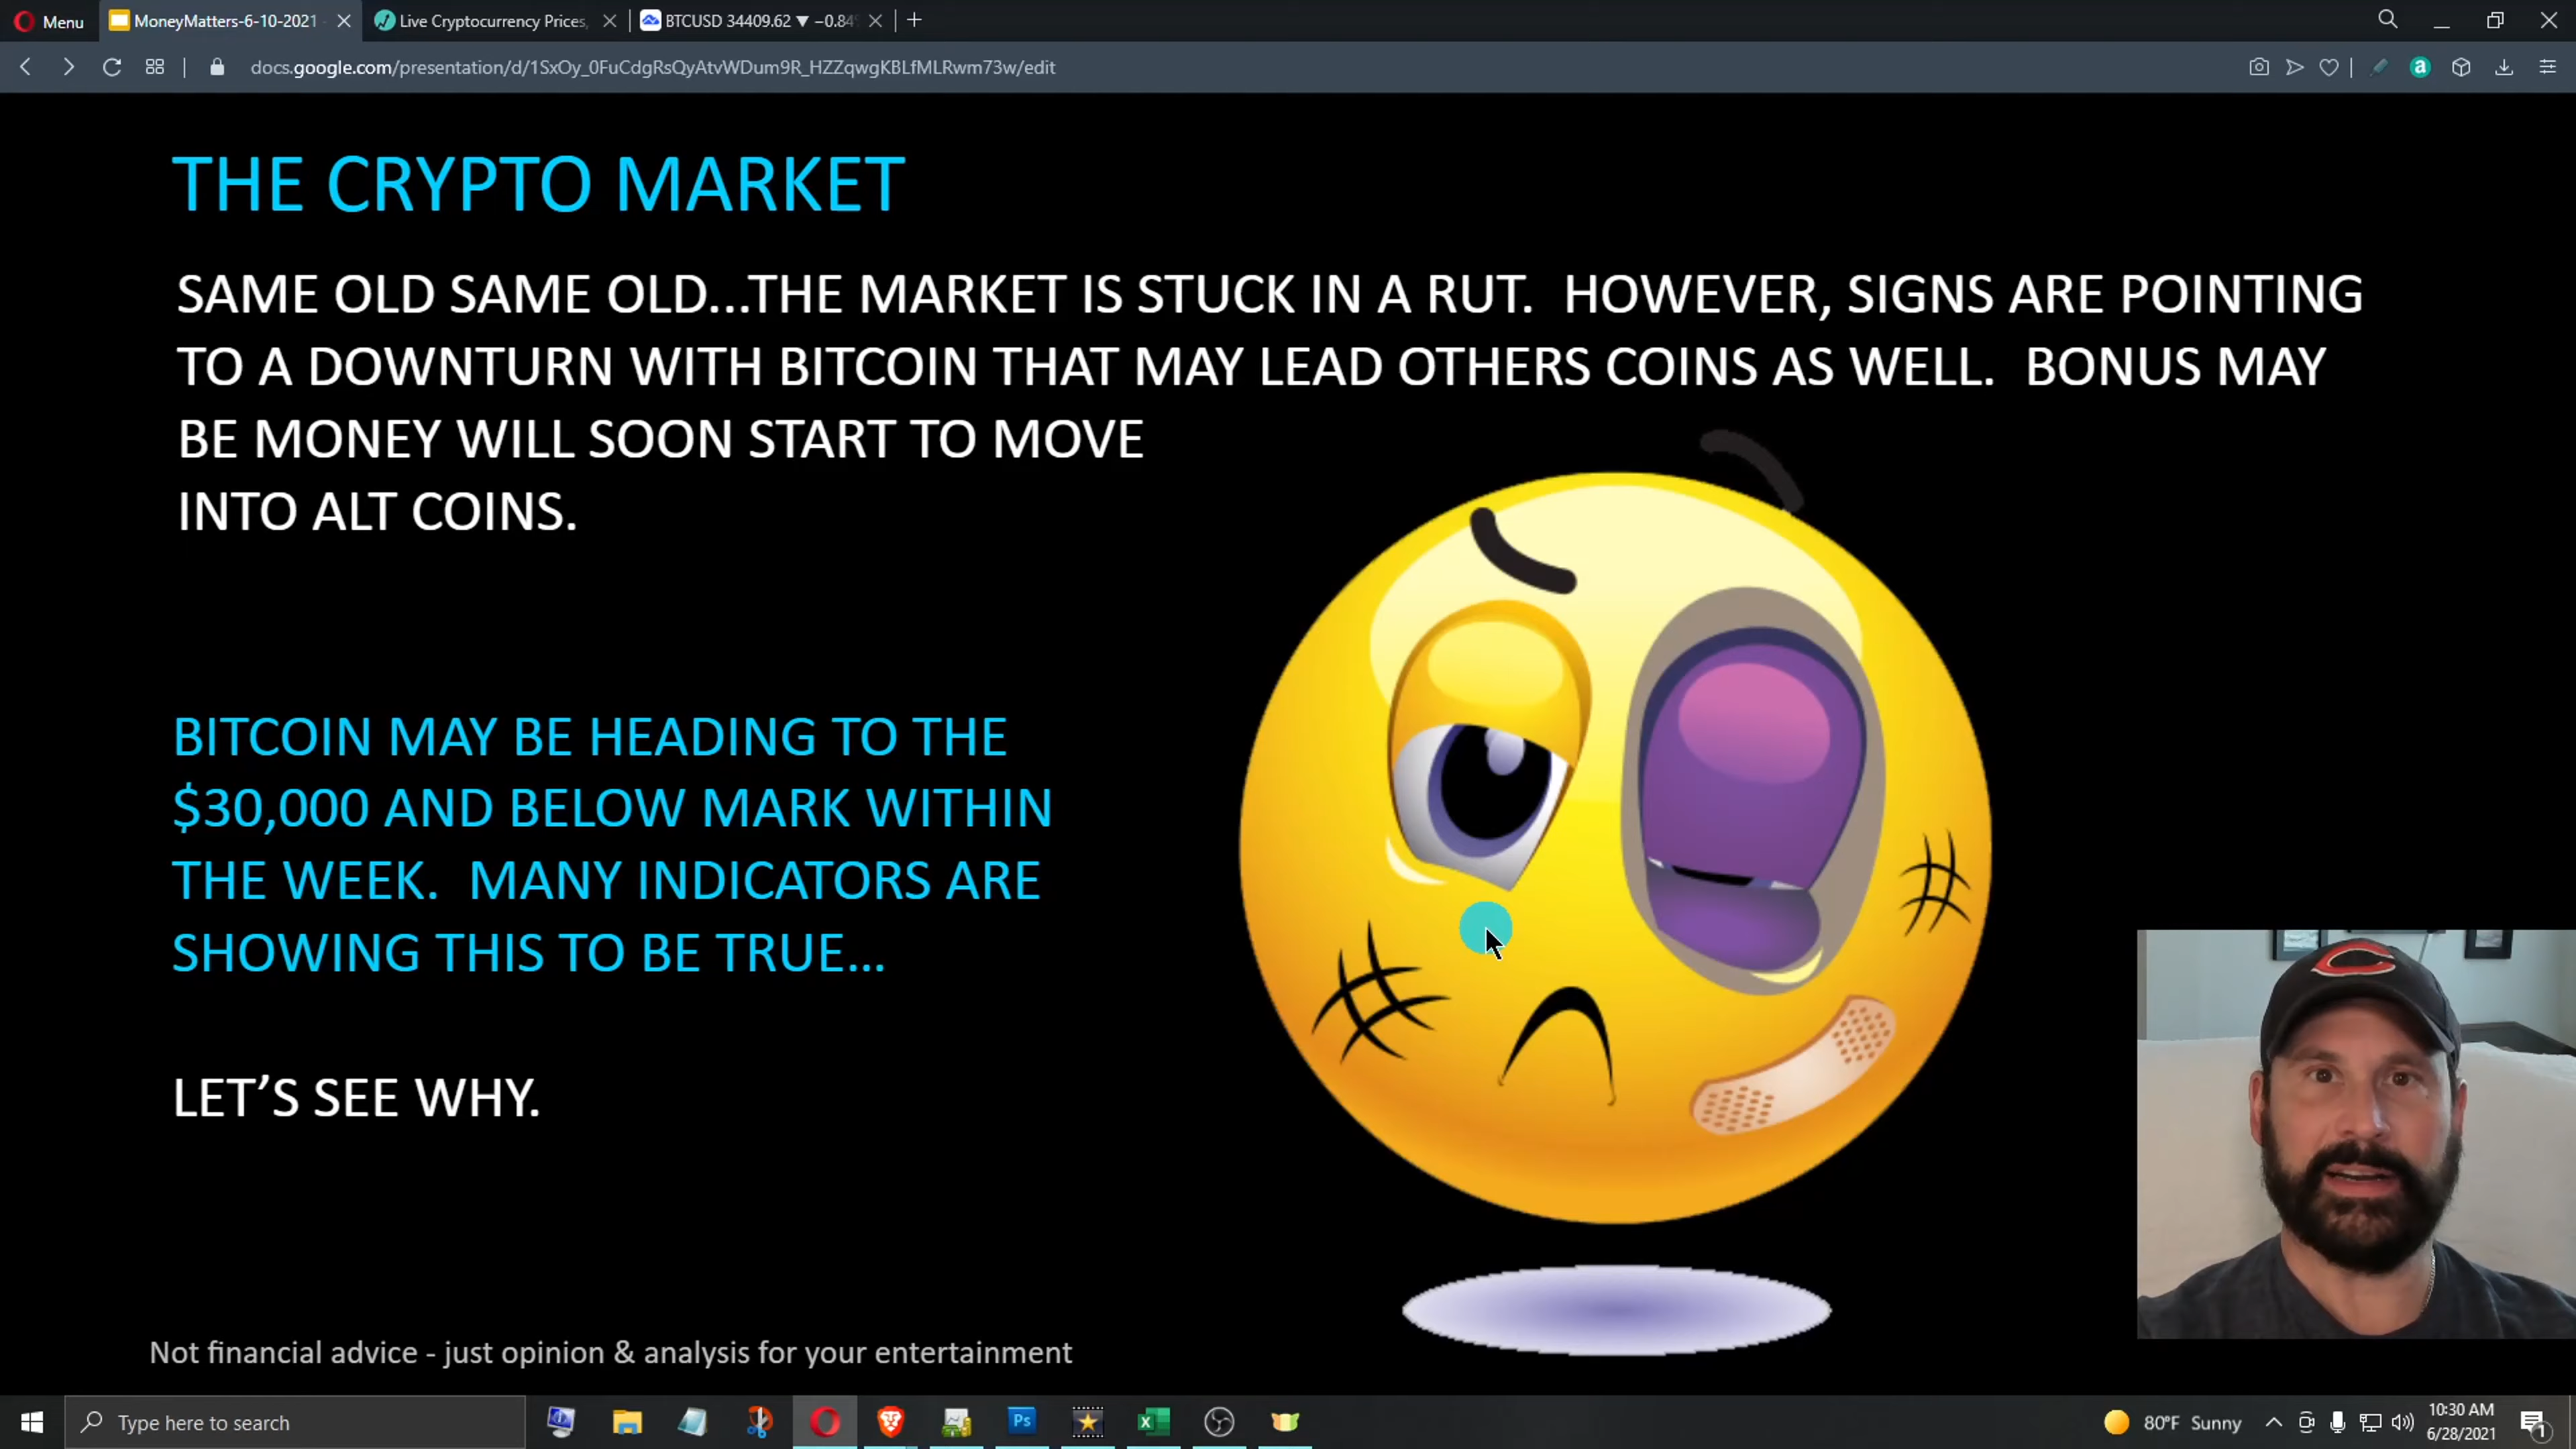 Menu
MoneyMatters-6-10-2021
Live Cryptocurrency Prices,
BTCUSD 34409.62 ▼ −0.84%
docs.google.com/presentation/d/1SxOy_0FuCdgRsQyAtvWDum9R_HZZqwgKBLfMLRwm73w/edit
THE CRYPTO MARKET
SAME OLD SAME OLD...THE MARKET IS STUCK IN A RUT.  HOWEVER, SIGNS ARE POINTING
TO A DOWNTURN WITH BITCOIN THAT MAY LEAD OTHERS COINS AS WELL.  BONUS MAY
BE MONEY WILL SOON START TO MOVE
INTO ALT COINS.
BITCOIN MAY BE HEADING TO THE
$30,000 AND BELOW MARK WITHIN
THE WEEK.  MANY INDICATORS ARE
SHOWING THIS TO BE TRUE...
LET'S SEE WHY.
Not financial advice - just opinion & analysis for your entertainment
Type here to search
Ps
80°F Sunny
10:30 AM
6/28/2021
1